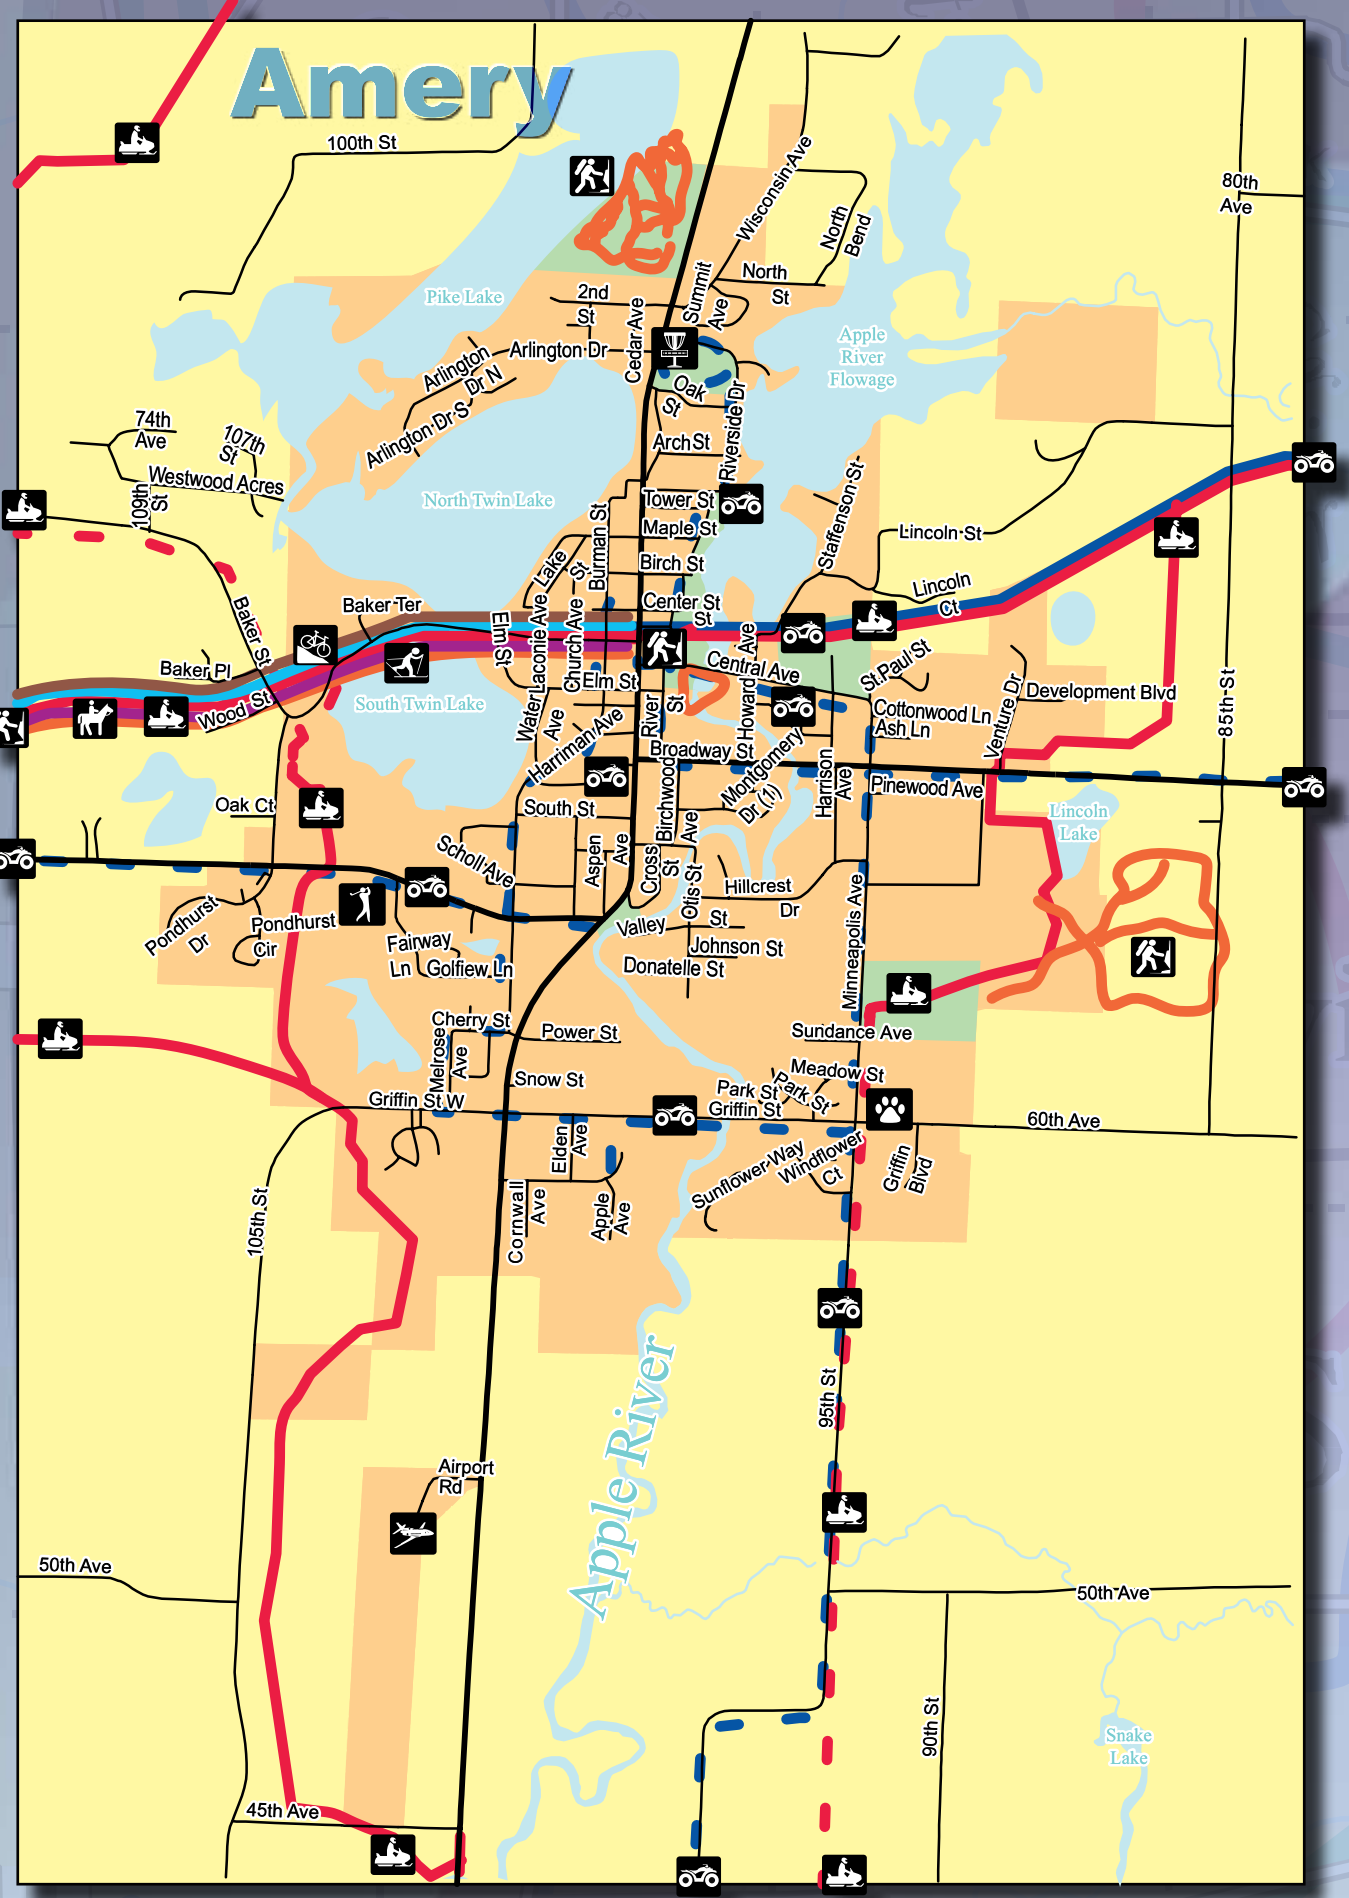 Amery
100th St
80th
Ave
Wisconsin Ave
North
Bend
North
St
Summit
Ave
2nd
St
Pike Lake
Cedar Ave
Arlington Dr
Arlington
Dr N
Arlington Dr S
Apple
River
Flowage
Oak
St
Riverside Dr
Arch St
74th
Ave
107th
St
Westwood Acres
109th
St
North Twin Lake
Tower St
Maple St
Burman St
Staffenson St
Lincoln St
Birch St
Lake
St
Lincoln
Ct
Center St
St
Baker Ter
Baker St
Baker Pl
Wood St
Elm St
Laconie Ave
Church Ave
Water
Ave
Elm St
Central Ave
Howard Ave
St Paul St
Development Blvd
South Twin Lake
River
St
Cottonwood Ln
Ash Ln
Venture Dr
85th St
Harriman Ave
Broadway St
Montgomery
Dr (1)
Harrison
Ave
Pinewood Ave
Oak Ct
South St
Birchwood
Ave
Lincoln
Lake
Scholl Ave
Aspen
Ave
Cross
St
Otis St
Hillcrest
Dr
Pondhurst
Dr
Pondhurst
Cir
Fairway
Ln
Golfiew Ln
Valley
St
Johnson St
Donatelle St
Minneapolis Ave
Cherry St
Power St
Sundance Ave
Melrose
Ave
Snow St
Meadow St
Park St
Park St
Griffin St W
Griffin St
60th Ave
Elden
Ave
Sunflower Way
Windflower
Ct
Griffin
Blvd
105th St
Cornwall
Ave
Apple
Ave
Apple River
95th St
Airport
Rd
50th Ave
50th Ave
90th St
Snake
Lake
45th Ave